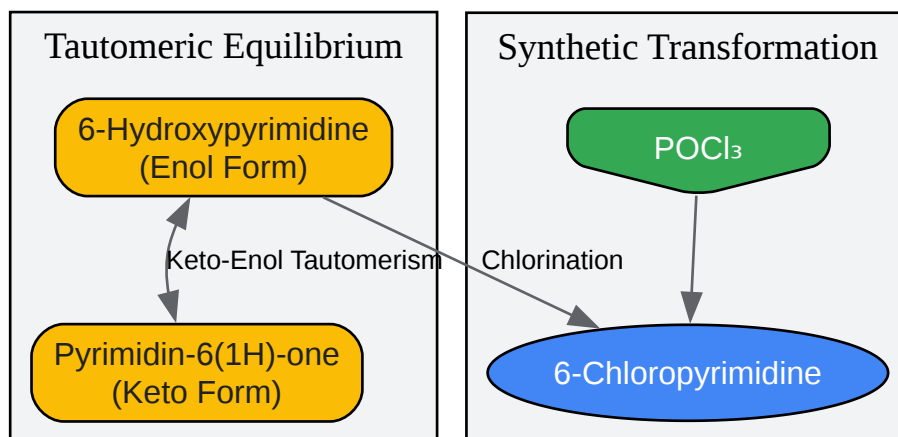 Tautomeric Equilibrium
6-Hydroxypyrimidine
(Enol Form)
Keto-Enol Tautomerism
Pyrimidin-6(1H)-one
(Keto Form)
Synthetic Transformation
POCl₃
Chlorination
6-Chloropyrimidine